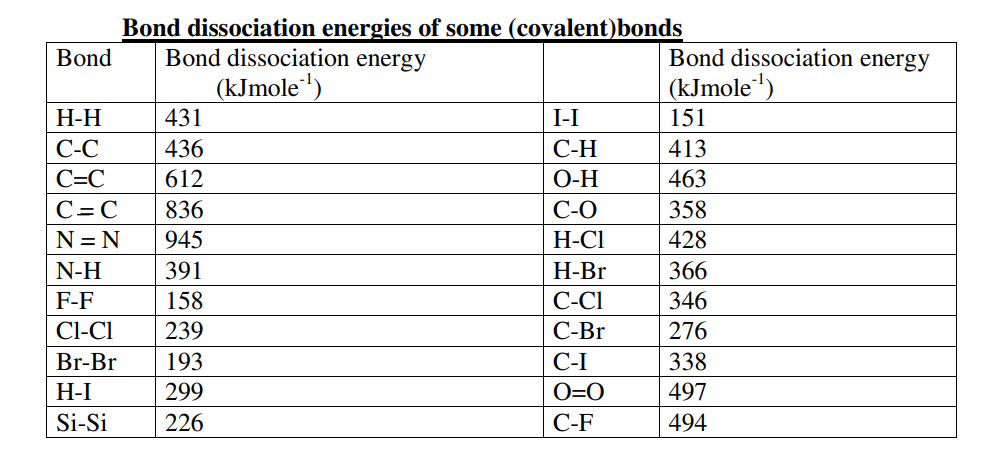 Bond dissociation energies of some (covalent)bonds
Bond Bond dissociation energy (kJmole⁻¹) Bond dissociation energy (kJmole⁻¹)
H-H 431 I-I 151
C-C 436 C-H 413
C=C 612 O-H 463
C = C 836 C-O 358
N = N 945 H-Cl 428
N-H 391 H-Br 366
F-F 158 C-Cl 346
Cl-Cl 239 C-Br 276
Br-Br 193 C-I 338
H-I 299 O=O 497
Si-Si 226 C-F 494